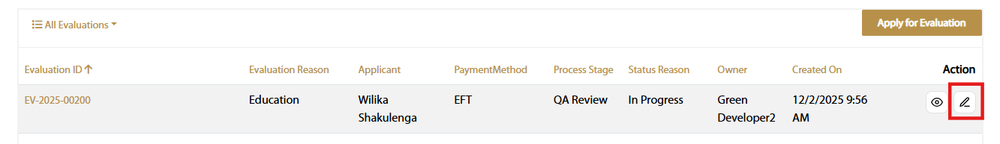 All Evaluations
Apply for Evaluation
Evaluation ID Evaluation Reason Applicant PaymentMethod Process Stage Status Reason Owner Created On Action
EV-2025-00200 Education Wilika EFT QA Review In Progress Green 12/2/2025 9:56
Shakulenga Developer2 AM